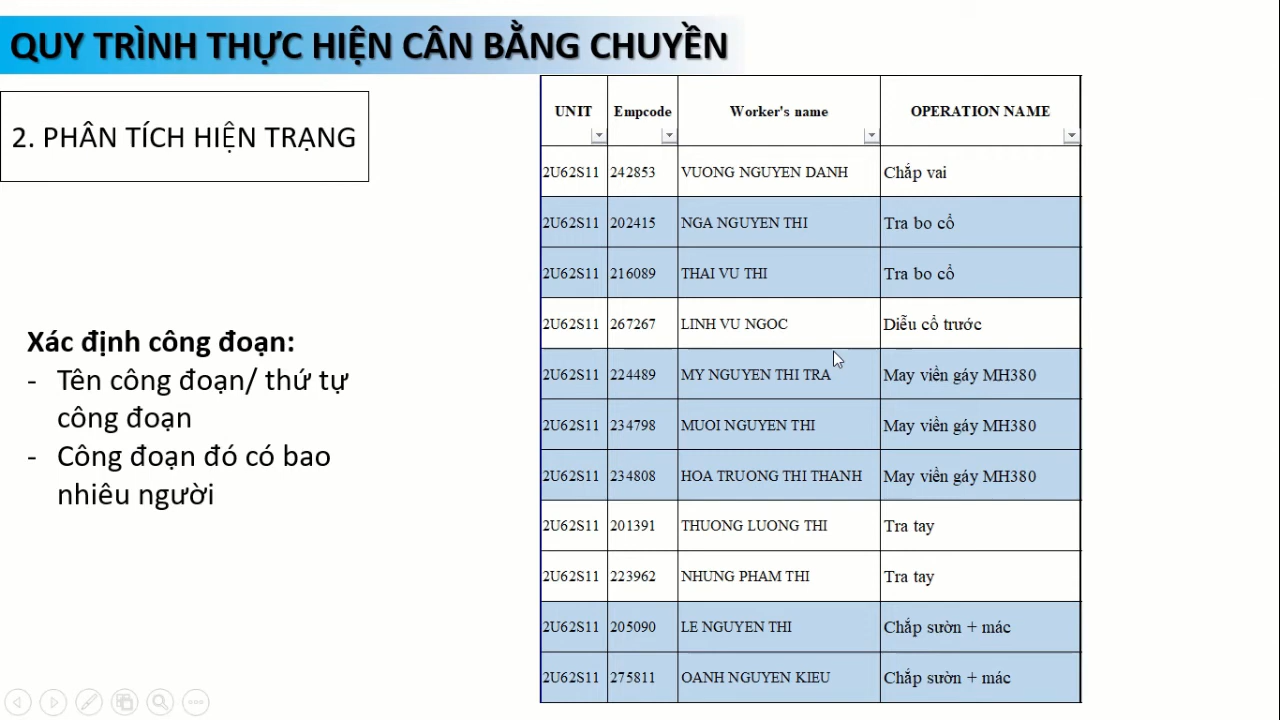 QUY TRÌNH THỰC HIỆN CÂN BẰNG CHUYỀN
2. PHÂN TÍCH HIỆN TRẠNG
Xác định công đoạn:
- Tên công đoạn/ thứ tự
công đoạn
- Công đoạn đó có bao
nhiêu người
UNIT Empcode Worker's name OPERATION NAME
2U62S11 242853 VUONG NGUYEN DANH Chắp vai
2U62S11 202415 NGA NGUYEN THI Tra bo cổ
2U62S11 216089 THAI VU THI Tra bo cổ
2U62S11 267267 LINH VU NGOC Diễu cổ trước
2U62S11 224489 MY NGUYEN THI TRA May viền gáy MH380
2U62S11 234798 MUOI NGUYEN THI May viền gáy MH380
2U62S11 234808 HOA TRUONG THI THANH May viền gáy MH380
2U62S11 201391 THUONG LUONG THI Tra tay
2U62S11 223962 NHUNG PHAM THI Tra tay
2U62S11 205090 LE NGUYEN THI Chắp sườn + mác
2U62S11 275811 OANH NGUYEN KIEU Chắp sườn + mác